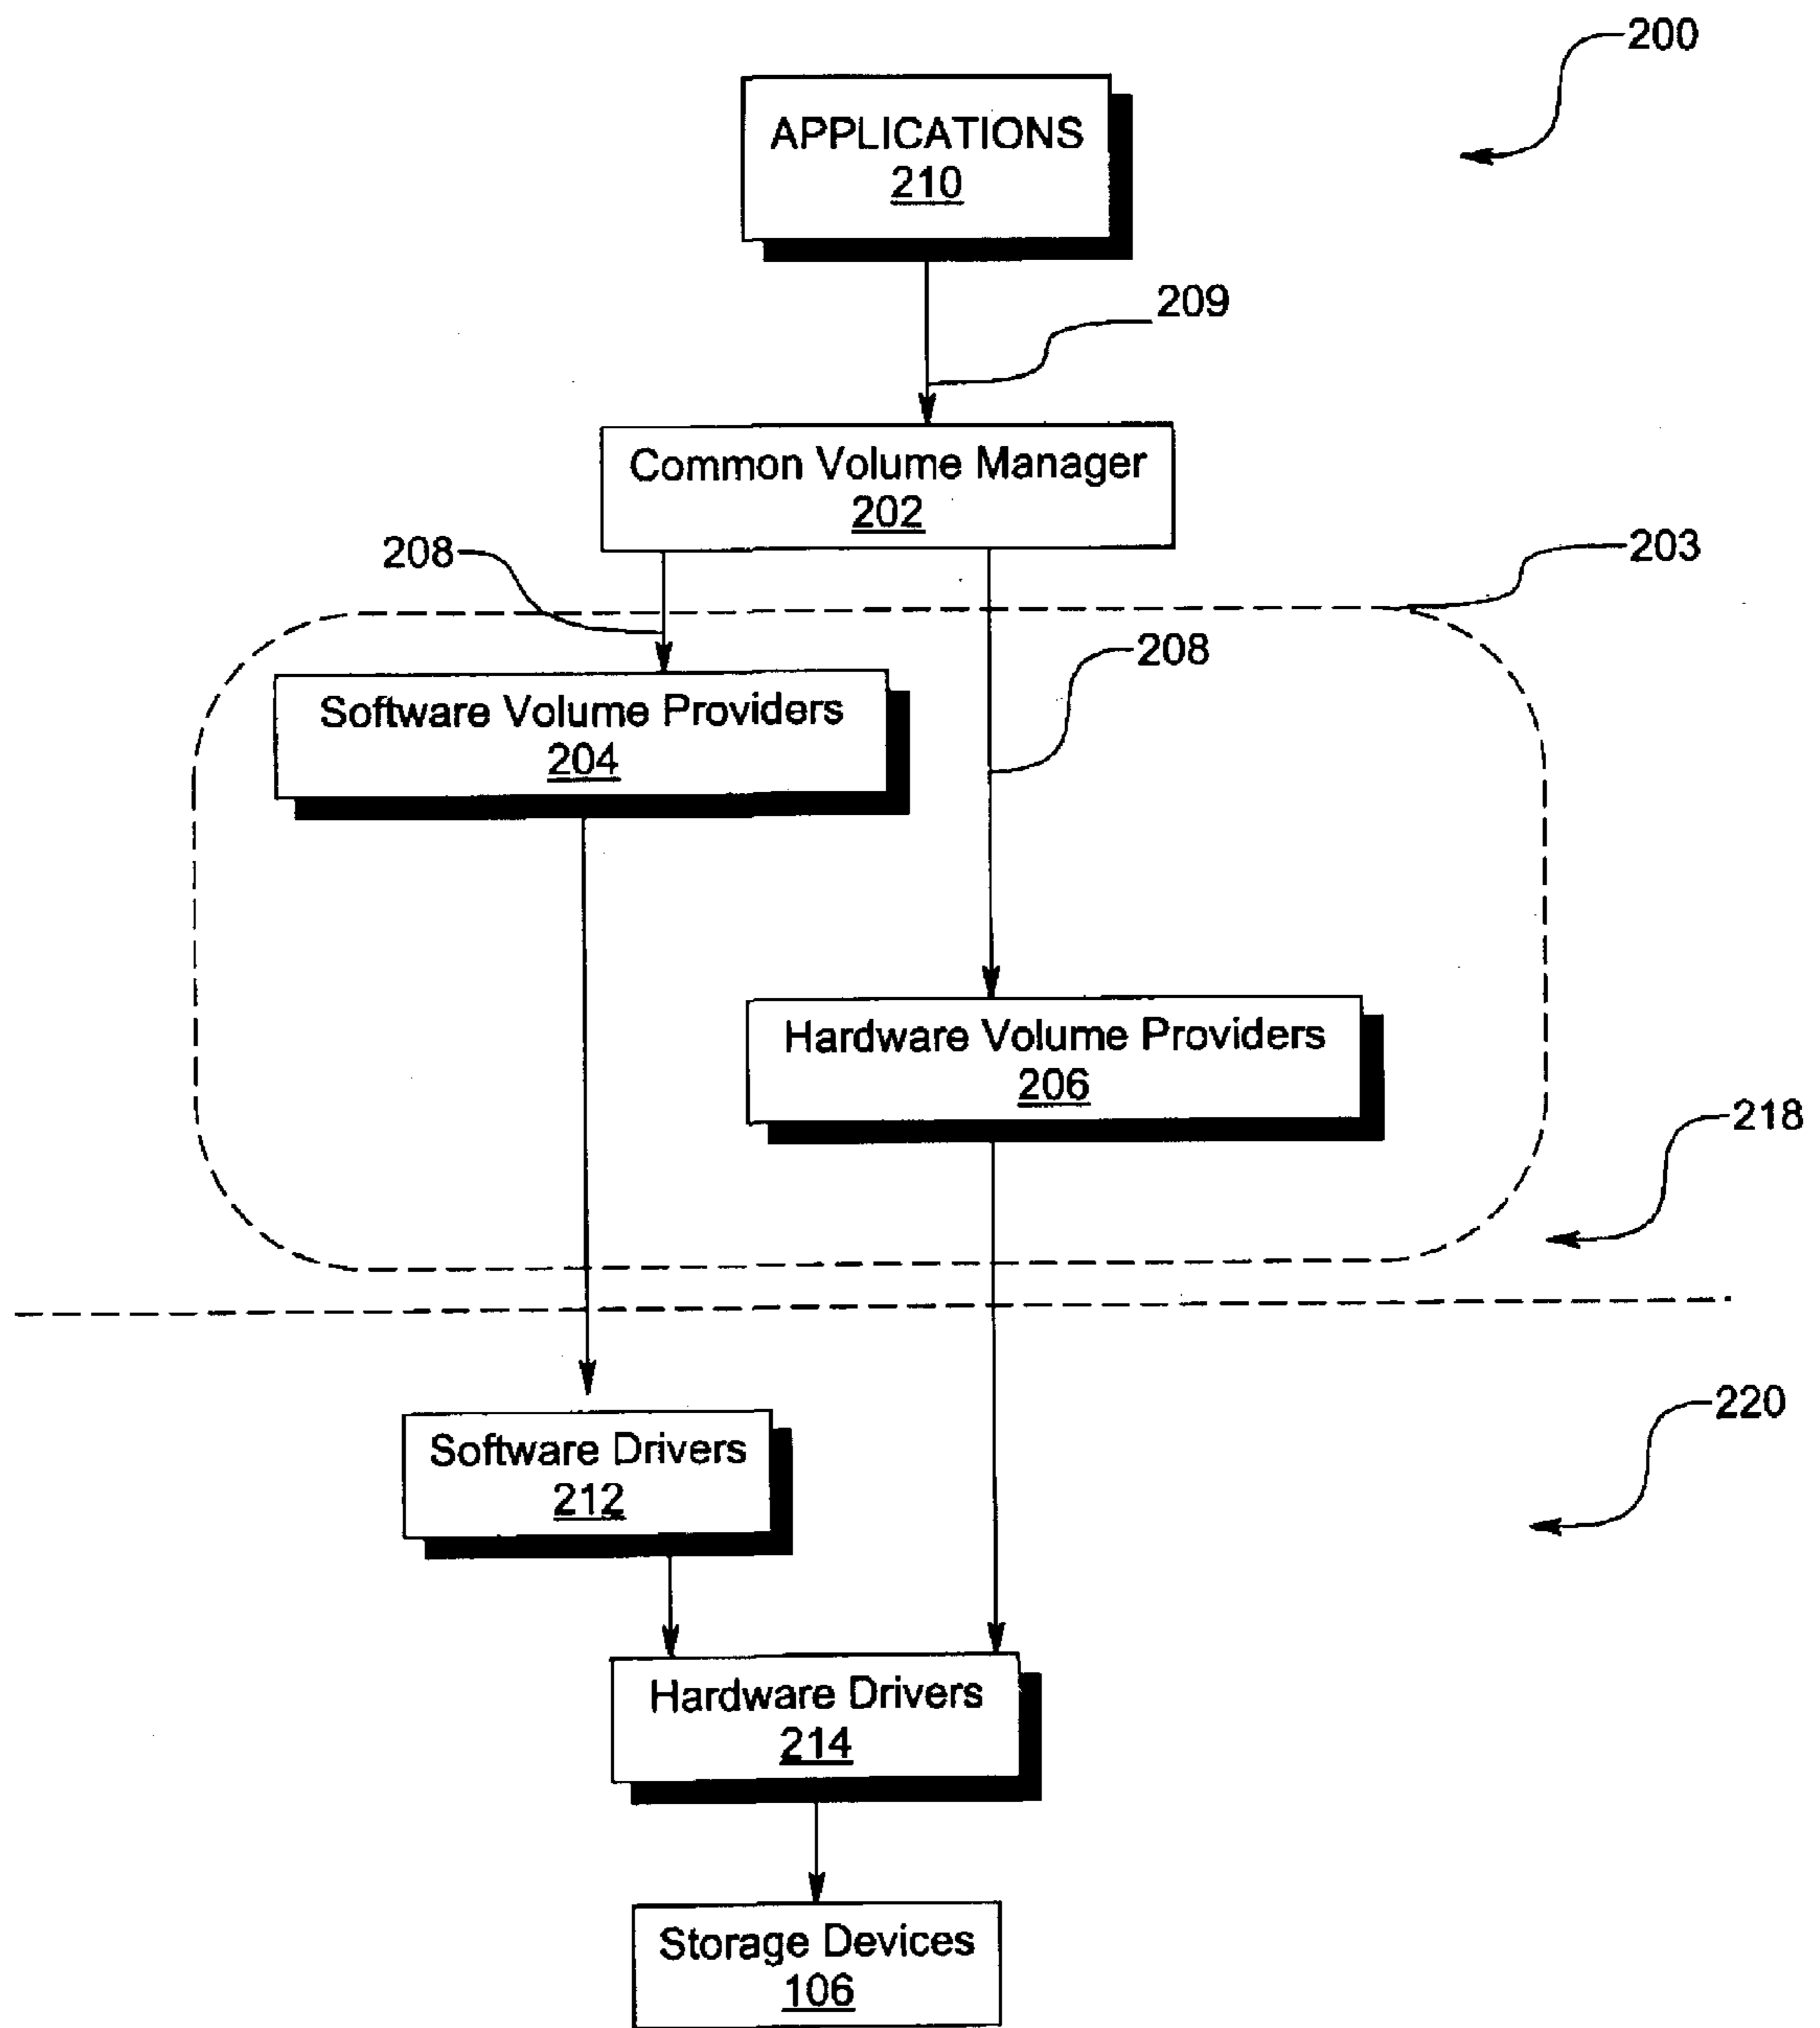 200
APPLICATIONS
210
209
Common Volume Manager
202
208
203
208
Software Volume Providers
204
Hardware Volume Providers
206
218
220
Software Drivers
212
Hardware Drivers
214
Storage Devices
106